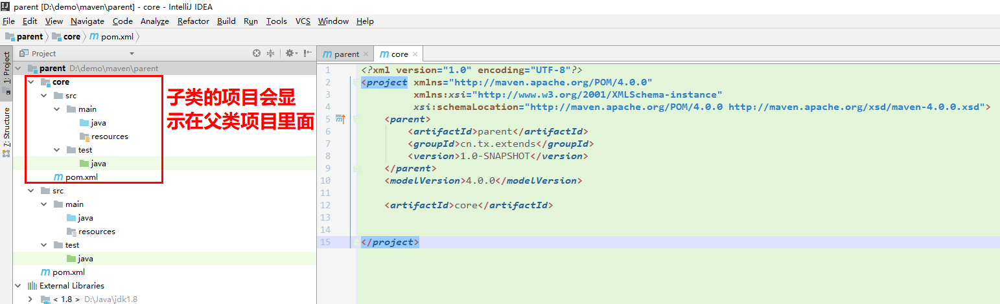 parent [D:\demo\maven\parent] - core - IntelliJ IDEA
File Edit View Navigate Code Analyze Refactor Build Run Tools VCS Window Help
parent core pom.xml
1: Project
7: Structure
Project
parent D:\demo\maven\parent
core
src
main
java
resources
test
java
pom.xml
src
main
java
resources
test
java
pom.xml
External Libraries
< 1.8 > D:\Java\jdk1.8
子类的项目会显
示在父类项目里面
parent core
1 <?xml version="1.0" encoding="UTF-8"?>
2 <project xmlns="http://maven.apache.org/POM/4.0.0"
3 xmlns:xsi="http://www.w3.org/2001/XMLSchema-instance"
4 xsi:schemaLocation="http://maven.apache.org/POM/4.0.0 http://maven.apache.org/xsd/maven-4.0.0.xsd">
5 <parent>
6 <artifactId>parent</artifactId>
7 <groupId>cn.tx.extends</groupId>
8 <version>1.0-SNAPSHOT</version>
9 </parent>
10 <modelVersion>4.0.0</modelVersion>
11
12 <artifactId>core</artifactId>
13
14
15 </project>